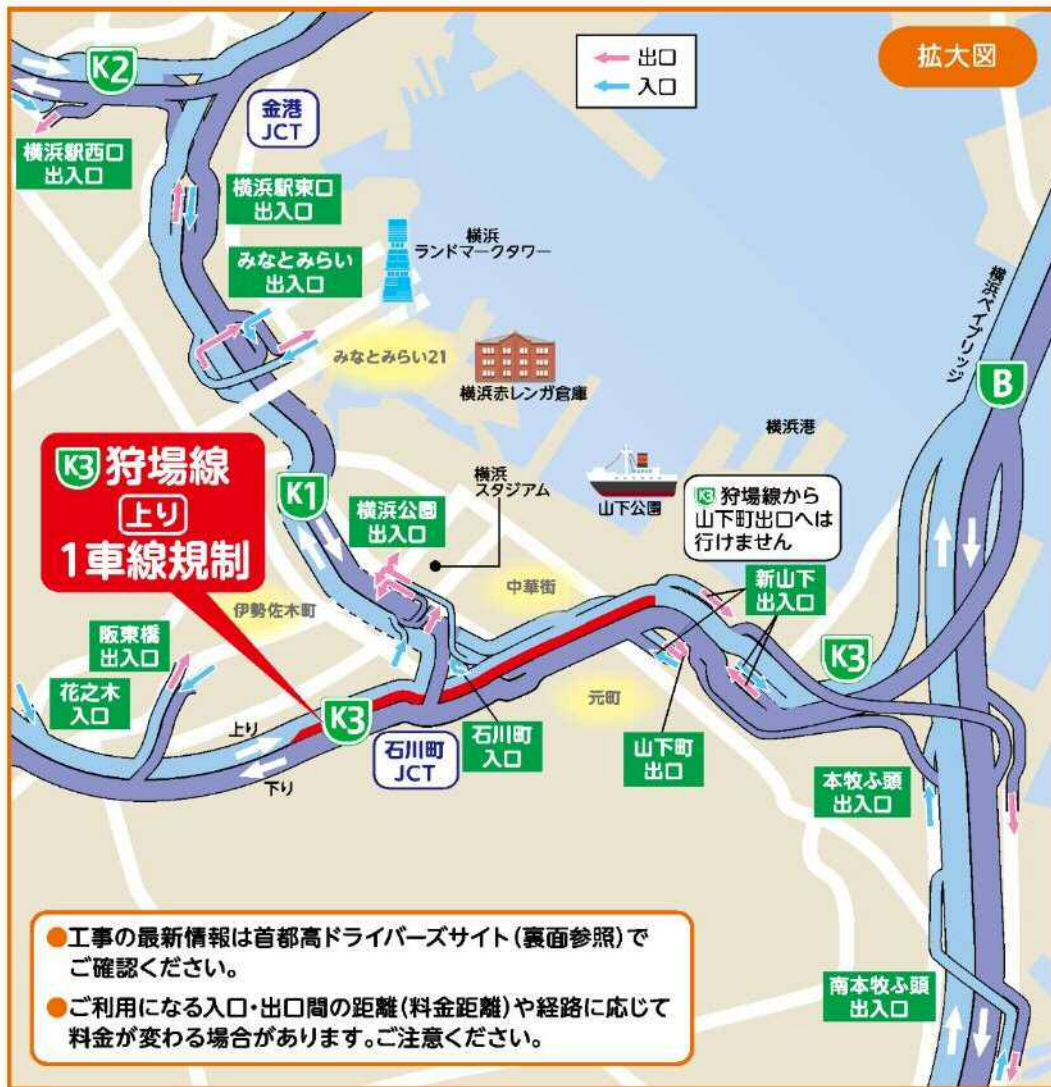 拡大図
出口
入口
K2
金港
JCT
横浜駅西口
出入口
横浜駅東口
出入口
みなとみらい
出入口
横浜
ランドマークタワー
みなとみらい21
横浜赤レンガ倉庫
横浜ベイブリッジ
B
横浜港
K3 狩場線
上り
1車線規制
K1
横浜公園
出入口
横浜
スタジアム
山下公園
K3 狩場線から
山下町出口へは
行けません
中華街
新山下
出入口
伊勢佐木町
阪東橋
出入口
花之木
入口
K3
元町
上り
K3
下り
石川町
JCT
石川町
入口
山下町
出口
本牧ふ頭
出入口
●工事の最新情報は首都高ドライバーズサイト(裏面参照)で
ご確認ください。
●ご利用になる入口・出口間の距離(料金距離)や経路に応じて
料金が変わる場合があります。ご注意ください。
南本牧ふ頭
出入口